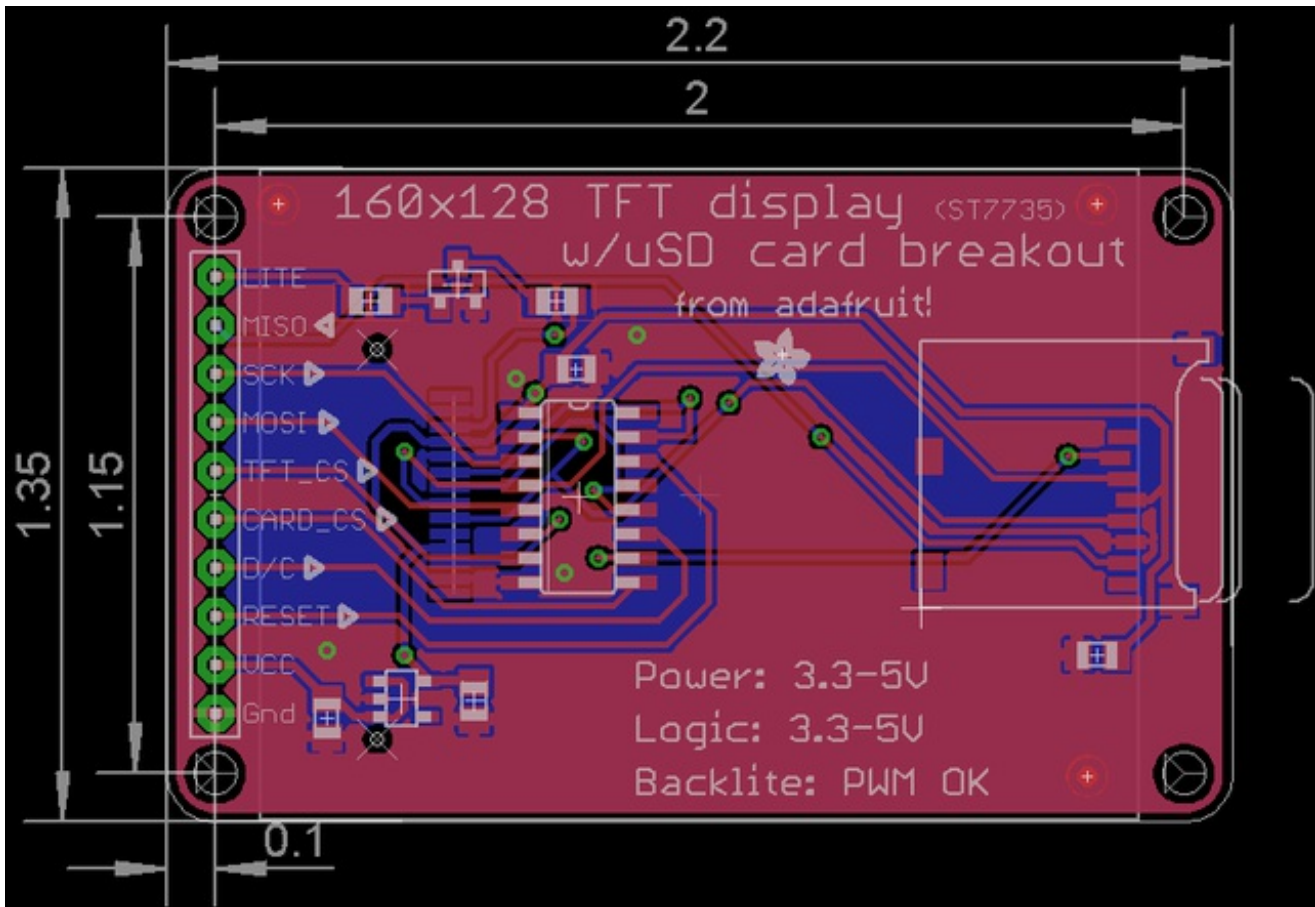 2.2
2
160x128 TFT display (ST7735)
w/uSD card breakout
from adafruit!
LITE
MISO
SCK
MOSI
TFT_CS
CARD_CS
D/C
RESET
VCC
Gnd
1.35
1.15
Power: 3.3-5V
Logic: 3.3-5V
Backlite: PWM OK
0.1